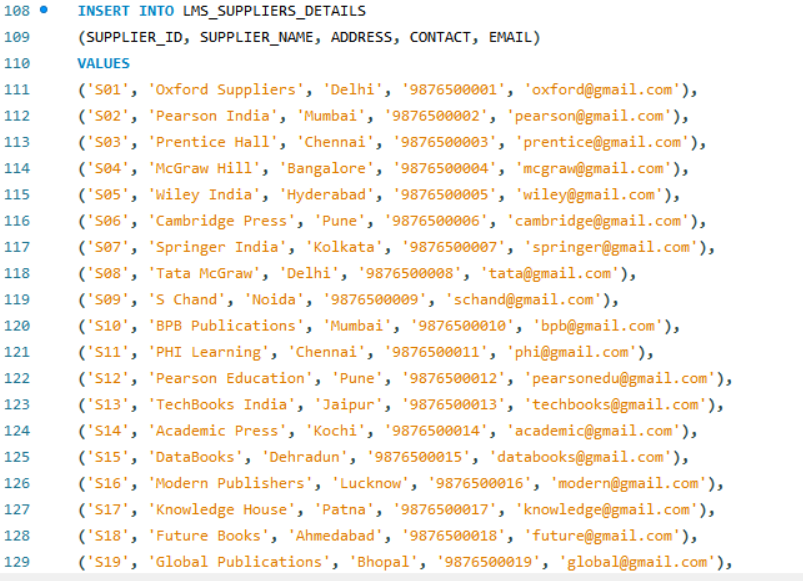 108 INSERT INTO LMS_SUPPLIERS_DETAILS
109 (SUPPLIER_ID, SUPPLIER_NAME, ADDRESS, CONTACT, EMAIL)
110 VALUES
111 ('S01', 'Oxford Suppliers', 'Delhi', '9876500001', 'oxford@gmail.com'),
112 ('S02', 'Pearson India', 'Mumbai', '9876500002', 'pearson@gmail.com'),
113 ('S03', 'Prentice Hall', 'Chennai', '9876500003', 'prentice@gmail.com'),
114 ('S04', 'McGraw Hill', 'Bangalore', '9876500004', 'mcgraw@gmail.com'),
115 ('S05', 'Wiley India', 'Hyderabad', '9876500005', 'wiley@gmail.com'),
116 ('S06', 'Cambridge Press', 'Pune', '9876500006', 'cambridge@gmail.com'),
117 ('S07', 'Springer India', 'Kolkata', '9876500007', 'springer@gmail.com'),
118 ('S08', 'Tata McGraw', 'Delhi', '9876500008', 'tata@gmail.com'),
119 ('S09', 'S Chand', 'Noida', '9876500009', 'schand@gmail.com'),
120 ('S10', 'BPB Publications', 'Mumbai', '9876500010', 'bpb@gmail.com'),
121 ('S11', 'PHI Learning', 'Chennai', '9876500011', 'phi@gmail.com'),
122 ('S12', 'Pearson Education', 'Pune', '9876500012', 'pearsonedu@gmail.com'),
123 ('S13', 'TechBooks India', 'Jaipur', '9876500013', 'techbooks@gmail.com'),
124 ('S14', 'Academic Press', 'Kochi', '9876500014', 'academic@gmail.com'),
125 ('S15', 'DataBooks', 'Dehradun', '9876500015', 'databooks@gmail.com'),
126 ('S16', 'Modern Publishers', 'Lucknow', '9876500016', 'modern@gmail.com'),
127 ('S17', 'Knowledge House', 'Patna', '9876500017', 'knowledge@gmail.com'),
128 ('S18', 'Future Books', 'Ahmedabad', '9876500018', 'future@gmail.com'),
129 ('S19', 'Global Publications', 'Bhopal', '9876500019', 'global@gmail.com'),